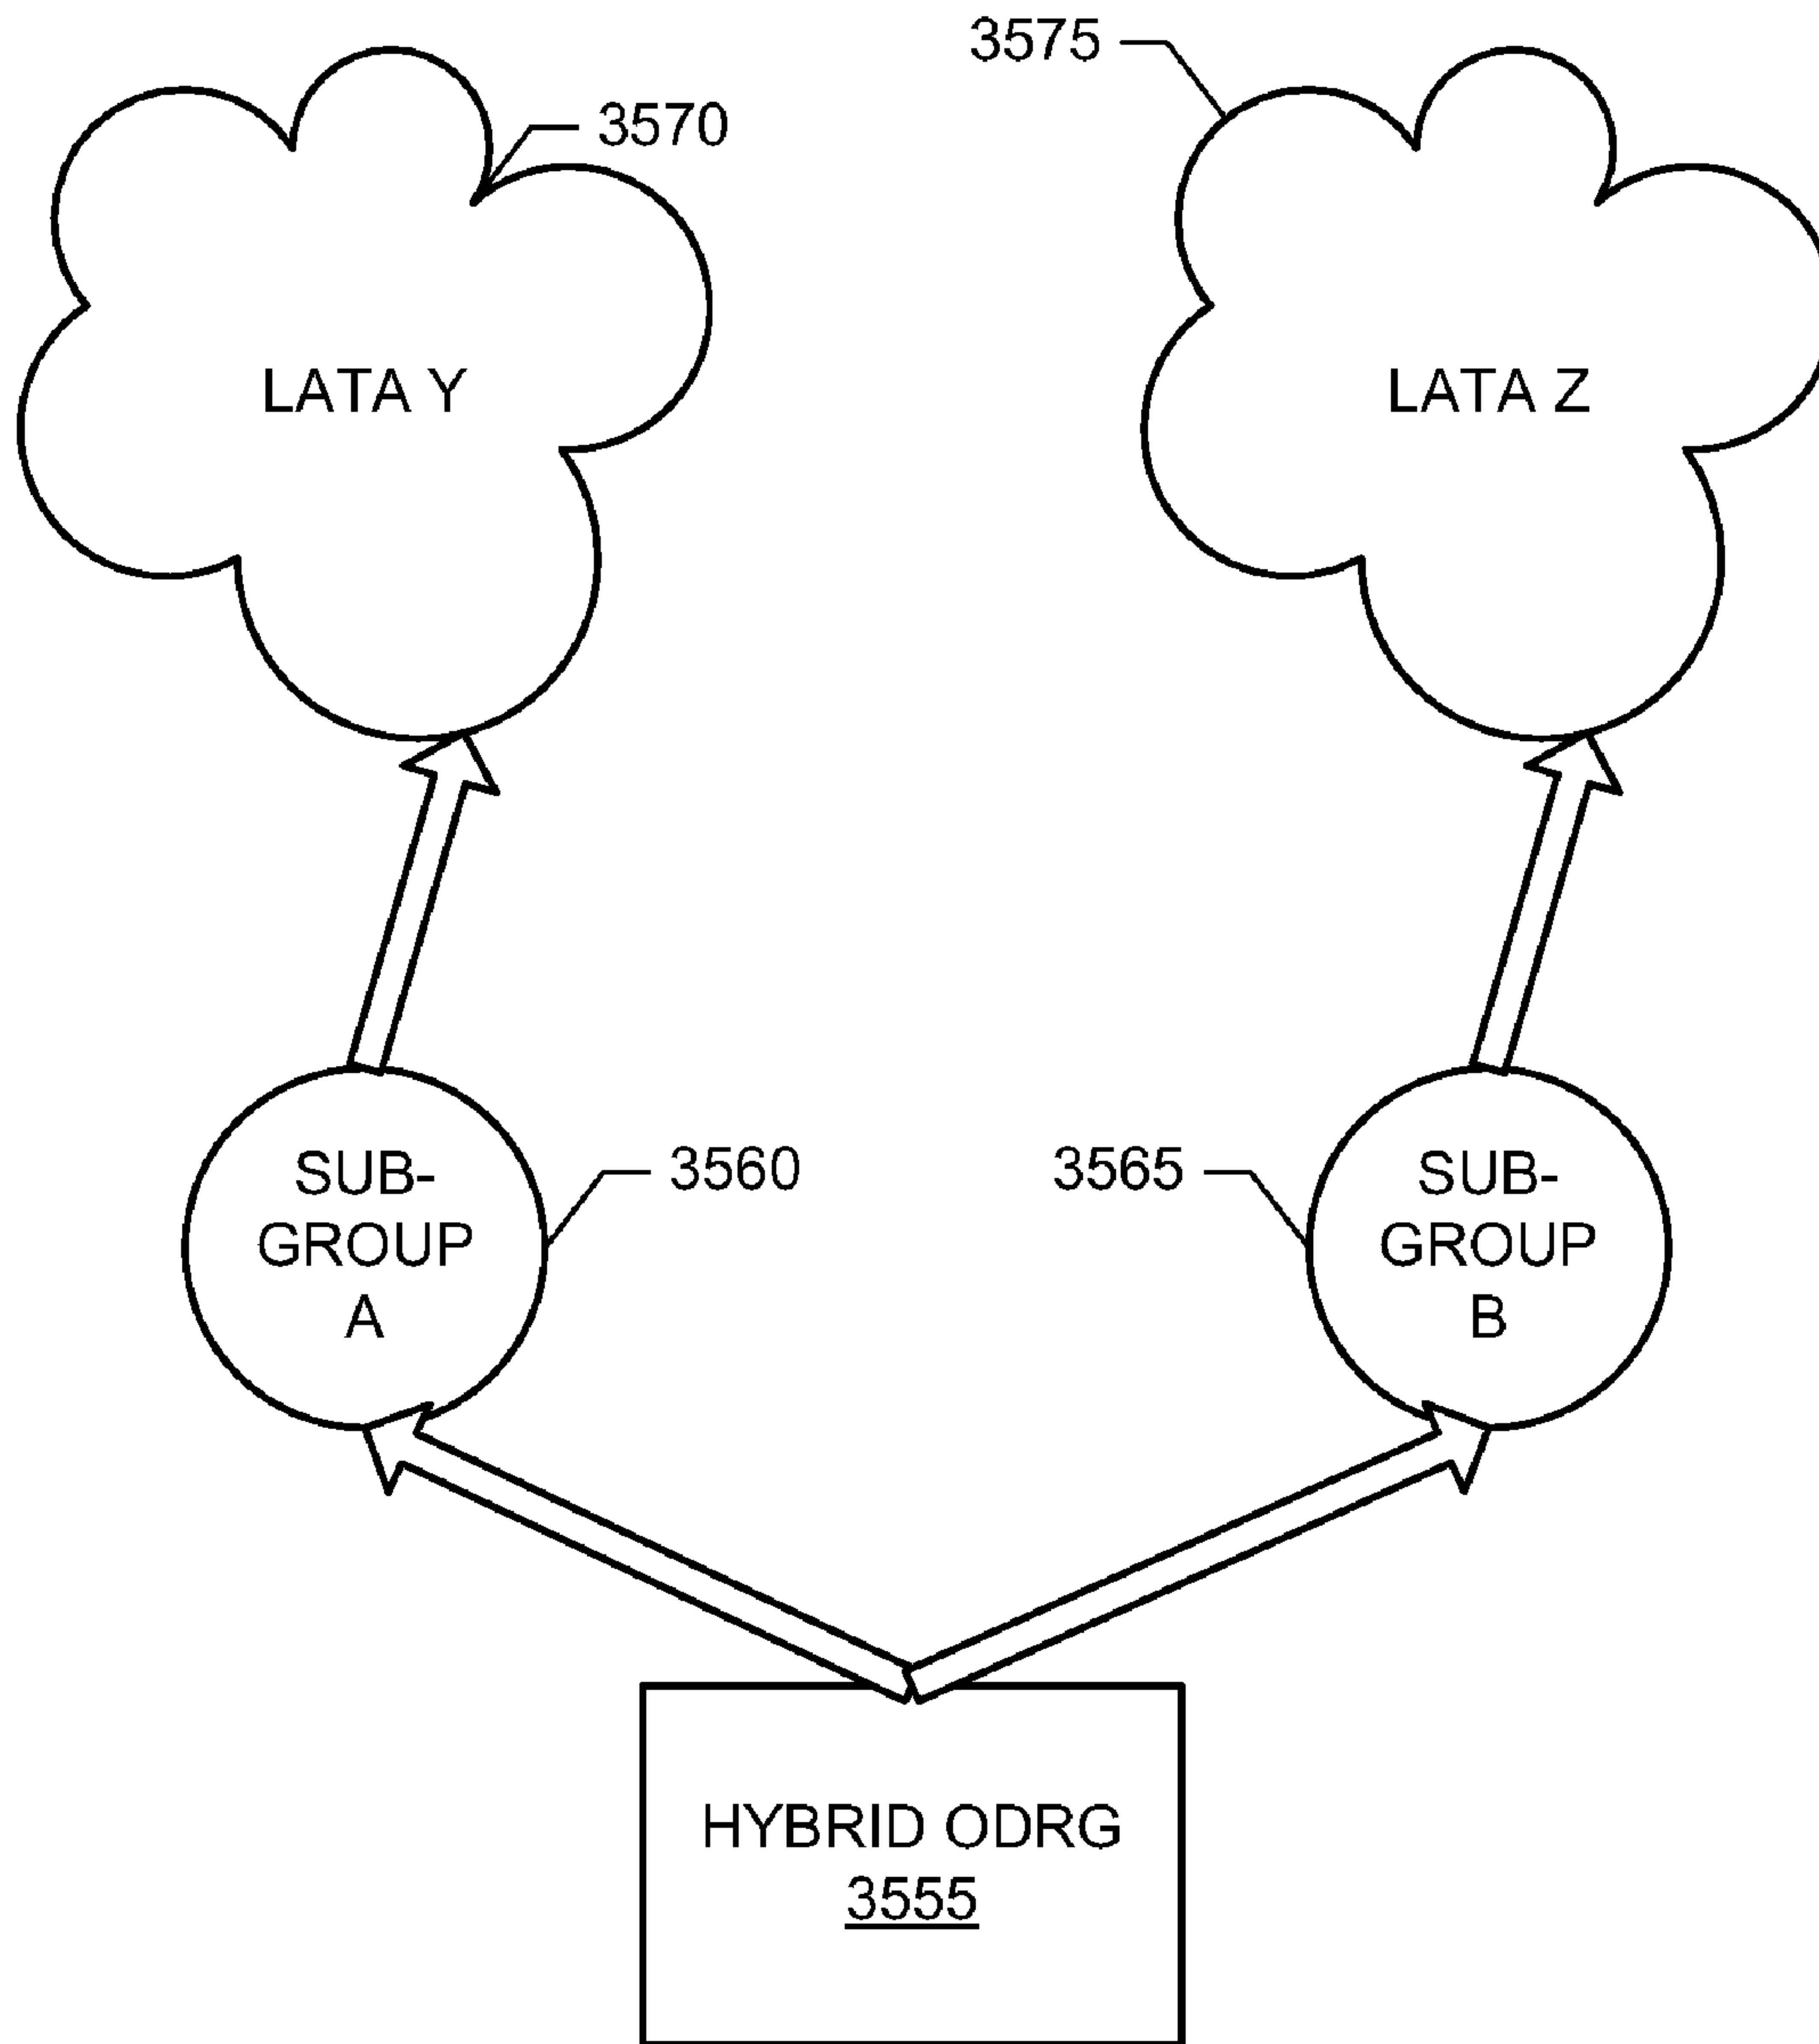 3575
3570
LATA Y
LATA Z
3560
3565
SUB-
GROUP
A
SUB-
GROUP
B
HYBRID ODRG
3555